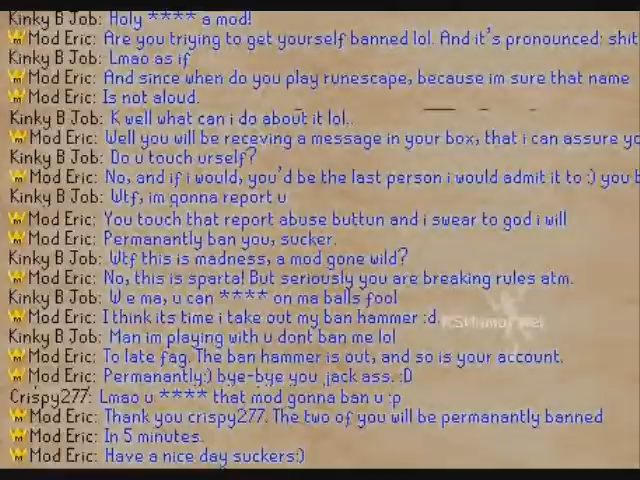 Kinky B Job: Holy **** a mod!
Mod Eric: Are you triying to get yourself banned lol. And it's pronounced: shit
Kinky B Job: Lmao as if
Mod Eric: And since when do you play runescape, because im sure that name
Mod Eric: Is not aloud.
Kinky B Job: K well what can i do about it lol..
Mod Eric: Well you will be receving a message in your box, that i can assure yo
Kinky B Job: Do u touch urself?
Mod Eric: No, and if i would, you'd be the last person i would admit it to :) you b
Kinky B Job: Wtf, im gonna report u
Mod Eric: You touch that report abuse buttun and i swear to god i will
Mod Eric: Permanantly ban you, sucker.
Kinky B Job: Wtf this is madness, a mod gone wild?
Mod Eric: No, this is sparta! But seriously you are breaking rules atm.
Kinky B Job: W e ma, u can **** on ma balls fool
Mod Eric: I think its time i take out my ban hammer :d.
Kinky B Job: Man im playing with u dont ban me lol
Mod Eric: To late fag. The ban hammer is out, and so is your account.
Mod Eric: Permanantly:) bye-bye you jack ass. :D
Crispy277: Lmao u **** that mod gonna ban u :p
Mod Eric: Thank you crispy277. The two of you will be permanantly banned
Mod Eric: In 5 minutes.
Mod Eric: Have a nice day suckers:)